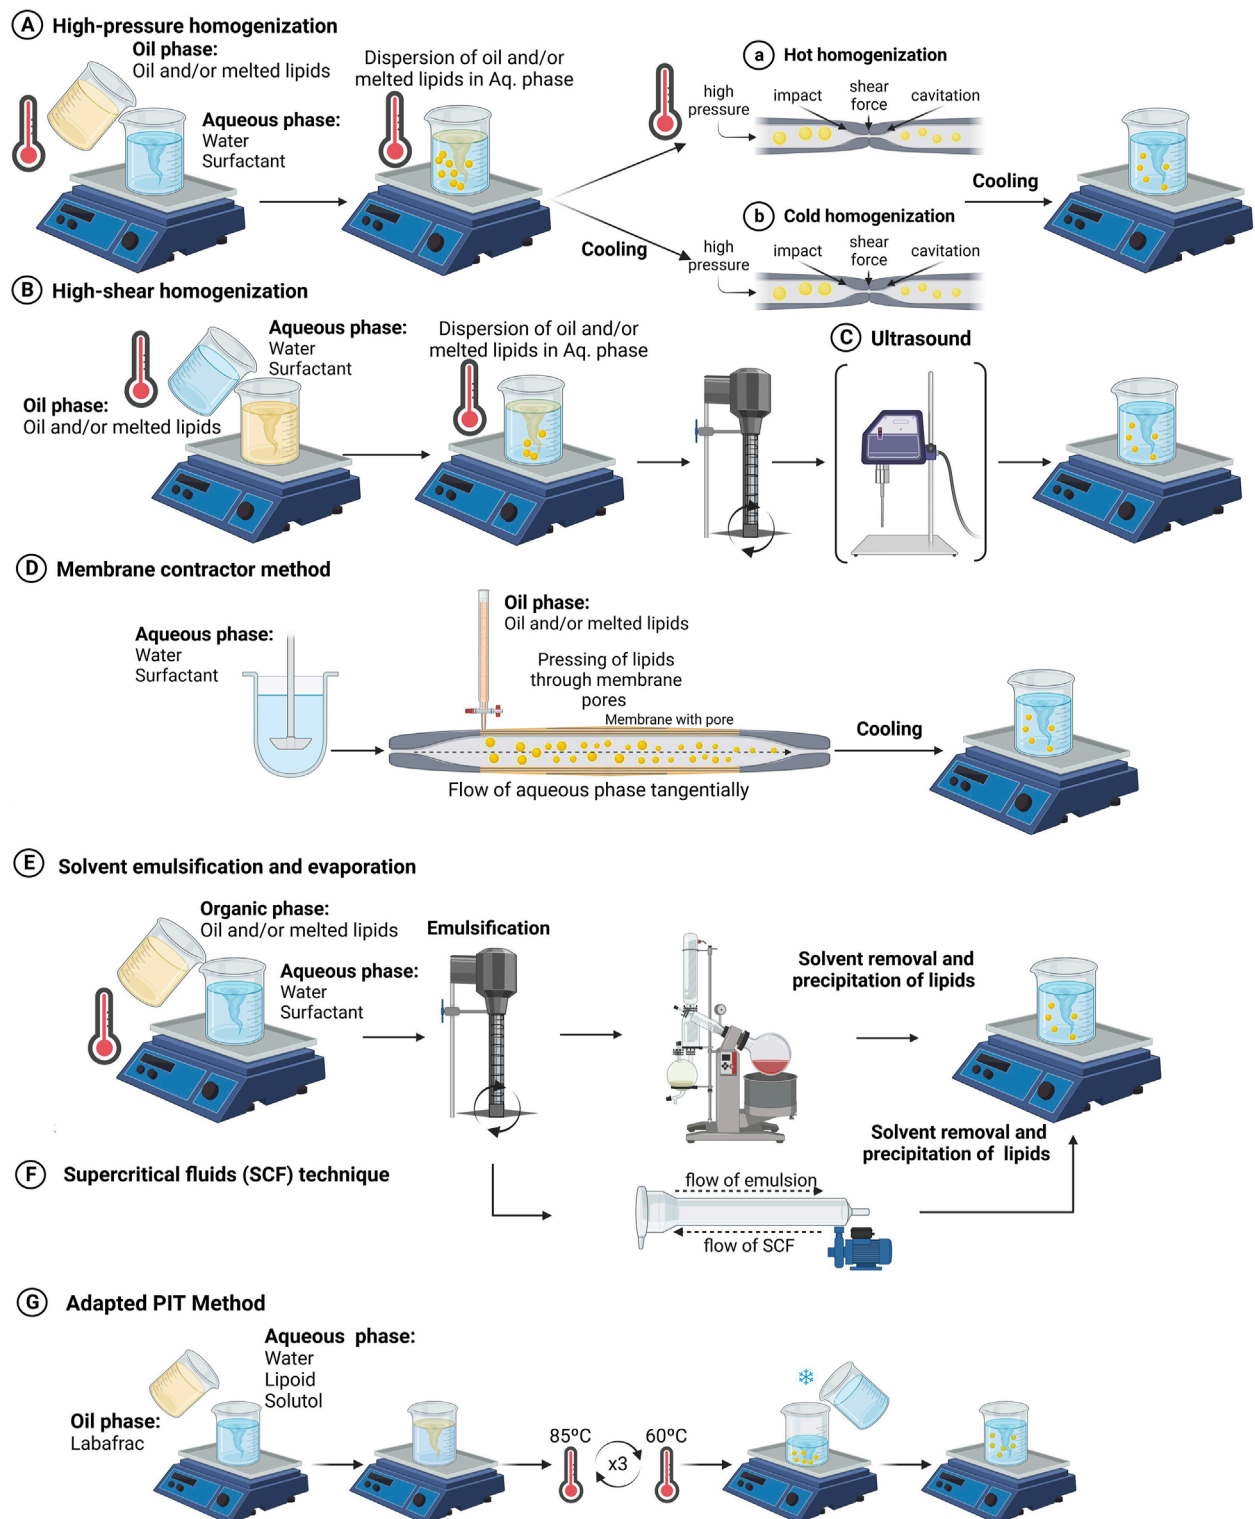 A High-pressure homogenization
Oil phase:
Oil and/or melted lipids
Aqueous phase:
Water
Surfactant
Dispersion of oil and/or
melted lipids in Aq. phase
a Hot homogenization
high
pressure
impact
shear
force
cavitation
Cooling
b Cold homogenization
high
pressure
impact
shear
force
cavitation
Cooling
B High-shear homogenization
Aqueous phase:
Water
Surfactant
Oil phase:
Oil and/or melted lipids
Dispersion of oil and/or
melted lipids in Aq. phase
C Ultrasound
D Membrane contractor method
Aqueous phase:
Water
Surfactant
Oil phase:
Oil and/or melted lipids
Pressing of lipids
through membrane
pores
Membrane with pore
Flow of aqueous phase tangentially
Cooling
E Solvent emulsification and evaporation
Organic phase:
Oil and/or melted lipids
Aqueous phase:
Water
Surfactant
Emulsification
Solvent removal and
precipitation of lipids
F Supercritical fluids (SCF) technique
flow of emulsion
flow of SCF
Solvent removal and
precipitation of lipids
G Adapted PIT Method
Aqueous phase:
Water
Lipoid
Solutol
Oil phase:
Labafrac
85ºC
x3
60ºC